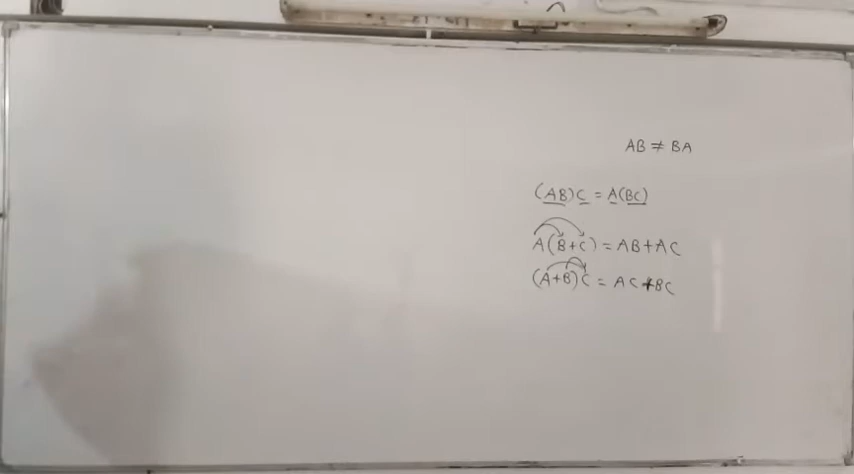 AB ≠ BA
(AB)C = A(BC)
A(B+C) = AB+AC
(A+B)C = AC+BC